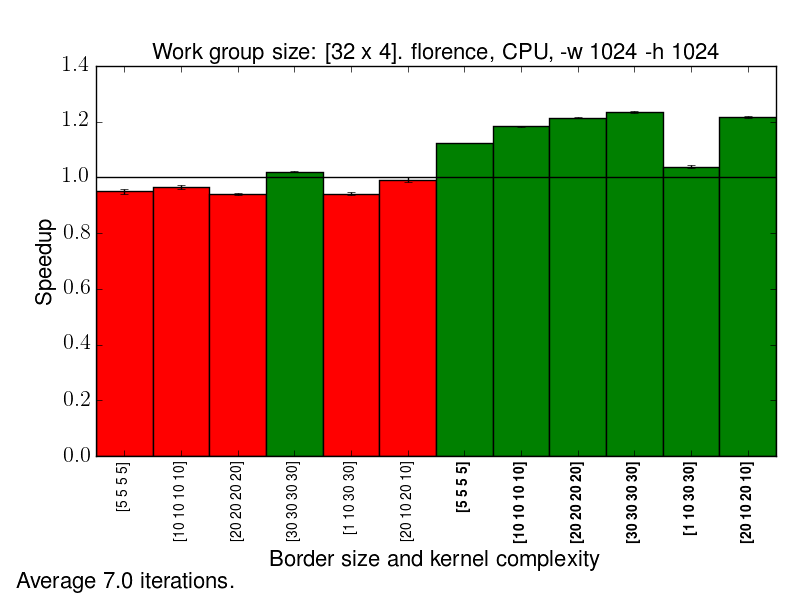 Work group size: [32 x 4]. florence, CPU, -w 1024 -h 1024
1.4
1.2
1.0
0.8
0.6
0.4
0.2
0.0
Speedup
[5 5 5 5]
[10 10 10 10]
[20 20 20 20]
[30 30 30 30]
[1 10 30 30]
[20 10 20 10]
[5 5 5 5]
[10 10 10 10]
[20 20 20 20]
[30 30 30 30]
[1 10 30 30]
[20 10 20 10]
Border size and kernel complexity
Average 7.0 iterations.